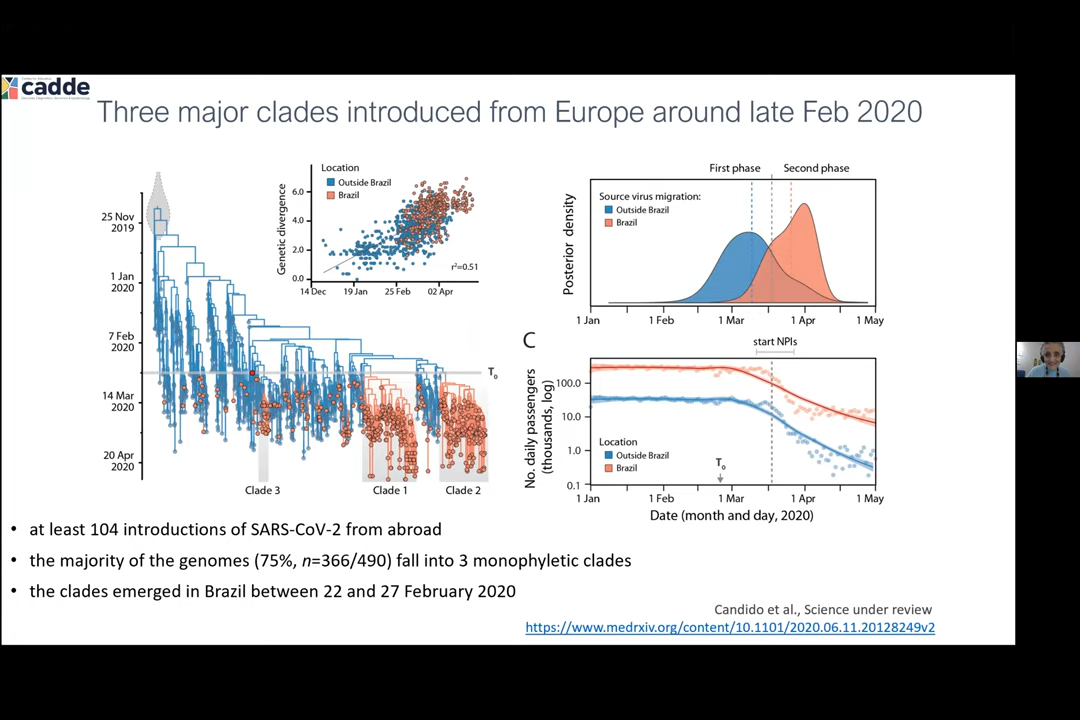 cadde
Three major clades introduced from Europe around late Feb 2020
25 Nov
2019
1 Jan
2020
7 Feb
2020
14 Mar
2020
20 Apr
2020
T₀
Clade 3
Clade 1
Clade 2
Location
Outside Brazil
Brazil
Genetic divergence
6.0
4.0
2.0
0.0
r²=0.51
14 Dec
19 Jan
25 Feb
02 Apr
First phase
Second phase
Source virus migration:
Outside Brazil
Brazil
Posterior density
1 Jan
1 Feb
1 Mar
1 Apr
1 May
C
start NPIs
No. daily passengers
(thousands, log)
100.0
10.0
1.0
0.1
Location
Outside Brazil
Brazil
T₀
1 Jan
1 Feb
1 Mar
1 Apr
1 May
Date (month and day, 2020)
• at least 104 introductions of SARS-CoV-2 from abroad
• the majority of the genomes (75%, n=366/490) fall into 3 monophyletic clades
• the clades emerged in Brazil between 22 and 27 February 2020
Candido et al., Science under review
https://www.medrxiv.org/content/10.1101/2020.06.11.20128249v2